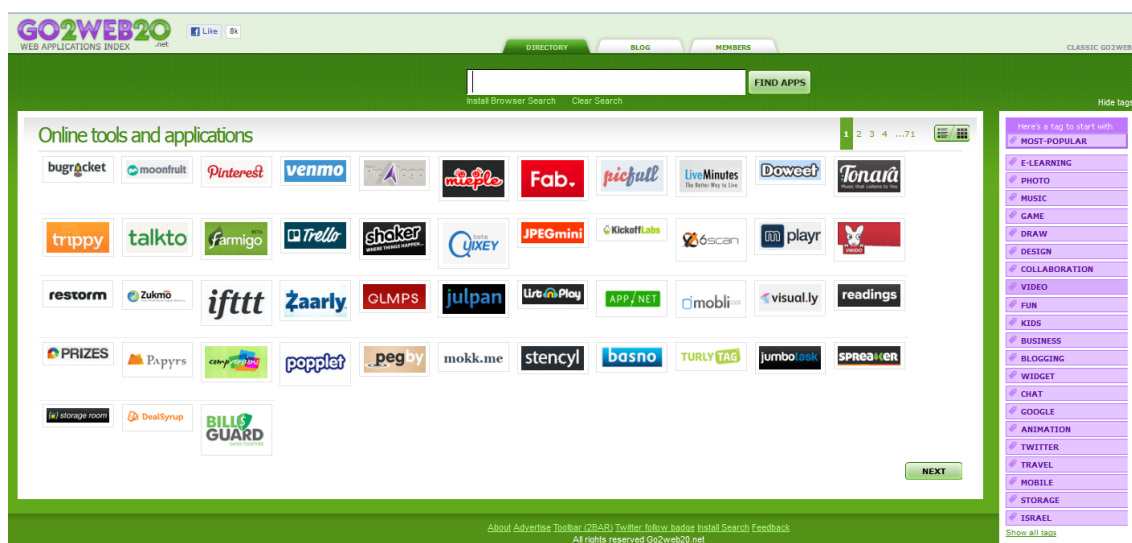 GO2WEB20
.net
WEB APPLICATIONS INDEX
Like 8k
DIRECTORY BLOG MEMBERS
CLASSIC GO2WEB
FIND APPS
Install Browser Search Clear Search
Hide tags
Online tools and applications
1 2 3 4 ...71
bugrocket moonfruit Pinterest venmo mieple Fab. picfull LiveMinutes Doweet Tonara
The Better Way to Live
Music that Listens to You
trippy talkto farmigo BETA Trello shaker QUIXEY beta JPEGmini KickoffLabs 6scan playr
WHERE THINGS HAPPEN...
restorm Zukmo ifttt Zaarly GLMPS julpan List Play APP/NET mobli visual.ly readings
PRIZES Papyrs popplet pegby mokk.me stencyl basno TURLYTAG jumbotask SPREAKER
storage room DealSyrup BILL GUARD
NEXT
Here's a tag to start with
MOST-POPULAR
E-LEARNING
PHOTO
MUSIC
GAME
DRAW
DESIGN
COLLABORATION
VIDEO
FUN
KIDS
BUSINESS
BLOGGING
WIDGET
CHAT
GOOGLE
ANIMATION
TWITTER
TRAVEL
MOBILE
STORAGE
ISRAEL
Show all tags
About Advertise Toolbar (2BAR) Twitter follow badge Install Search Feedback
All rights reserved Go2web20.net